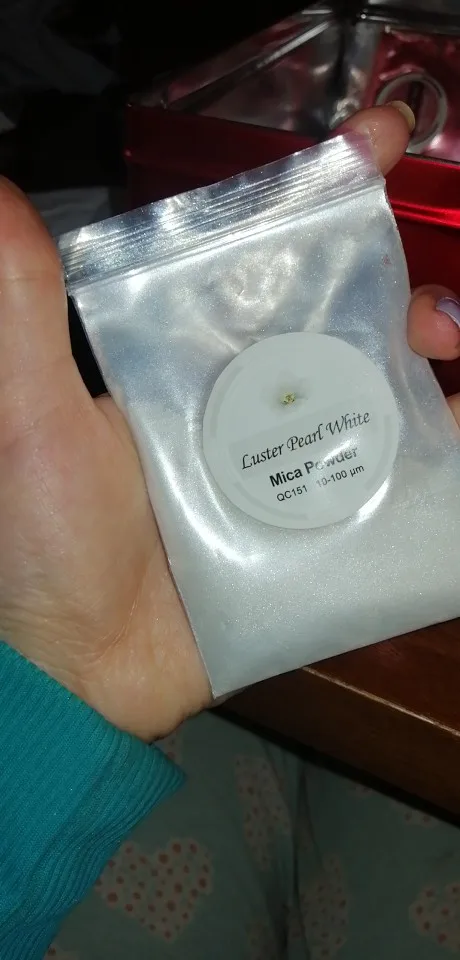 Luster Pearl White
Mica Powder
QC151 10-100 µm